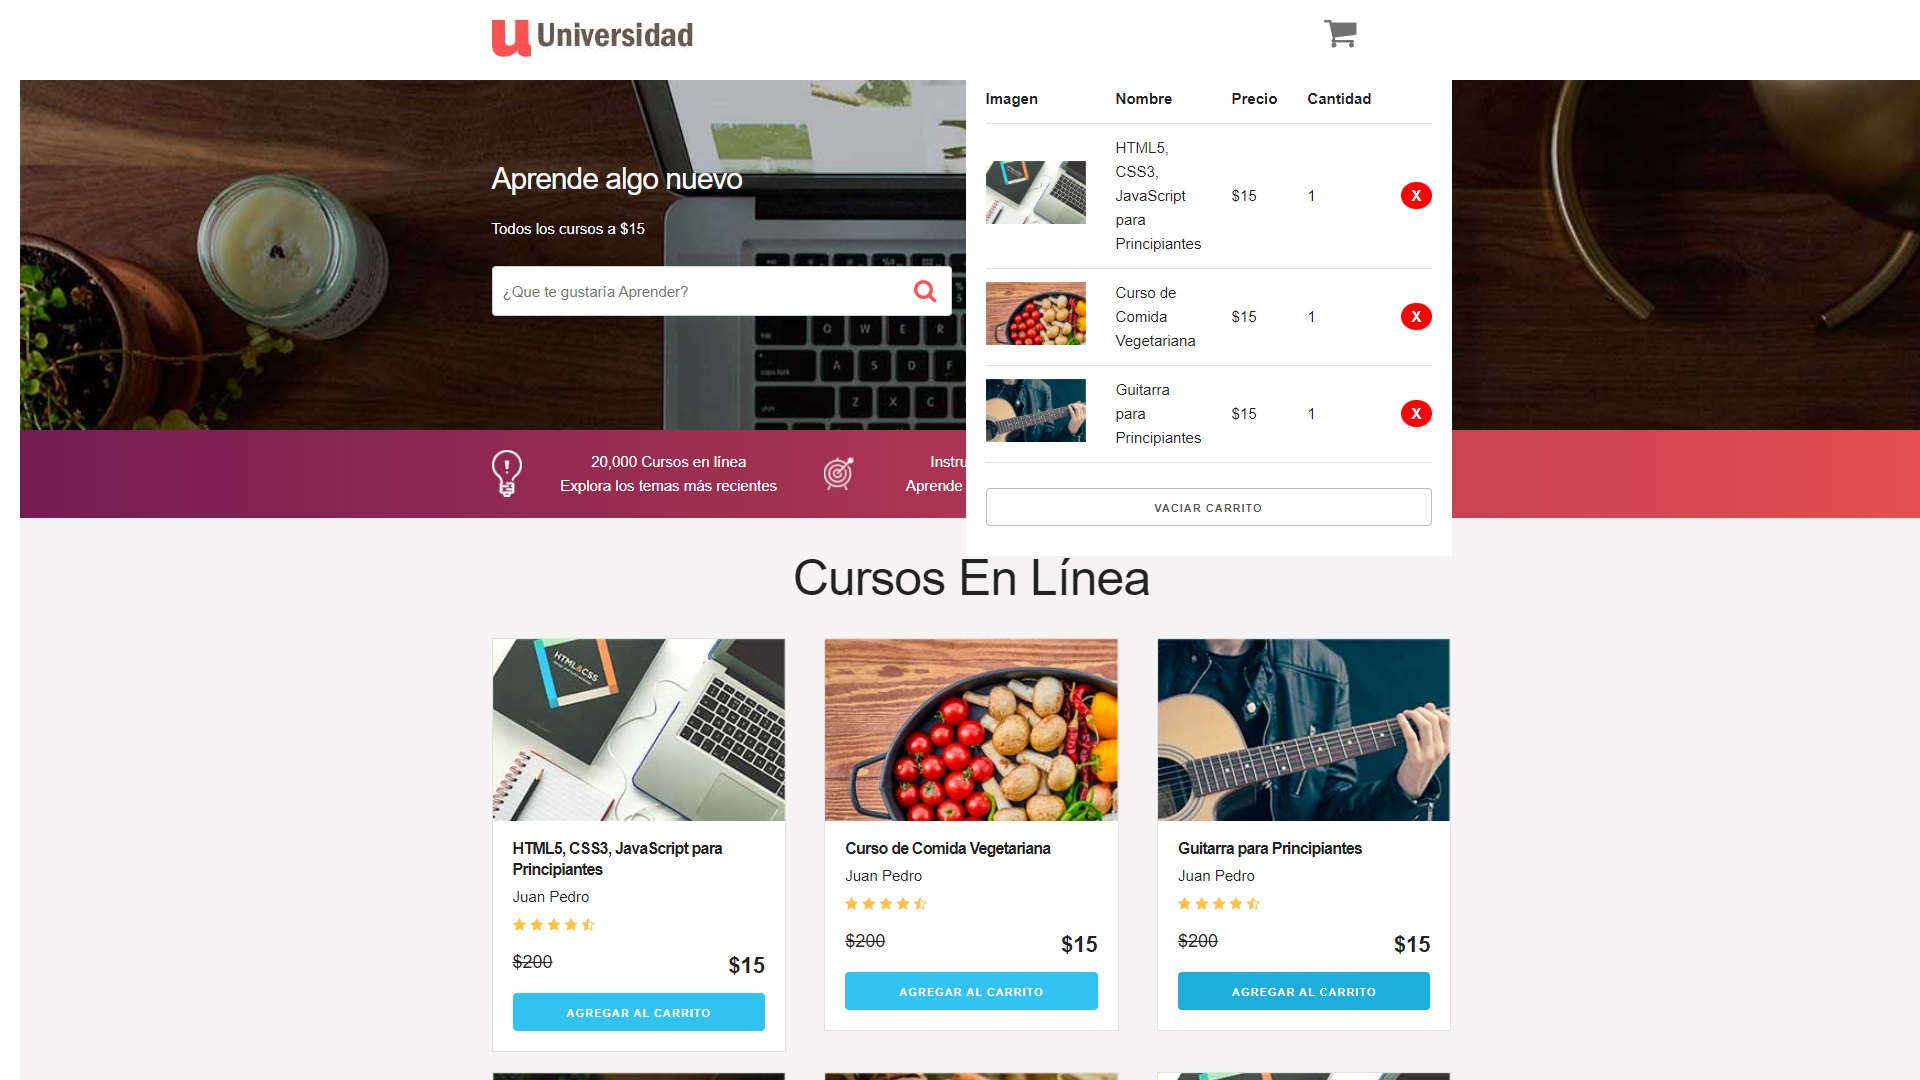 Universidad
Imagen Nombre Precio Cantidad
HTML5,
CSS3,
JavaScript
para
Principiantes
$15 1 X
Curso de
Comida
Vegetariana
$15 1 X
Guitarra
para
Principiantes
$15 1 X
VACIAR CARRITO
Aprende algo nuevo
Todos los cursos a $15
¿Que te gustaría Aprender?
20,000 Cursos en línea
Explora los temas más recientes
Instru
Aprende
Cursos En Línea
HTML&CSS
HTML5, CSS3, JavaScript para
Principiantes
Juan Pedro
$200 $15
AGREGAR AL CARRITO
Curso de Comida Vegetariana
Juan Pedro
$200 $15
AGREGAR AL CARRITO
Guitarra para Principiantes
Juan Pedro
$200 $15
AGREGAR AL CARRITO